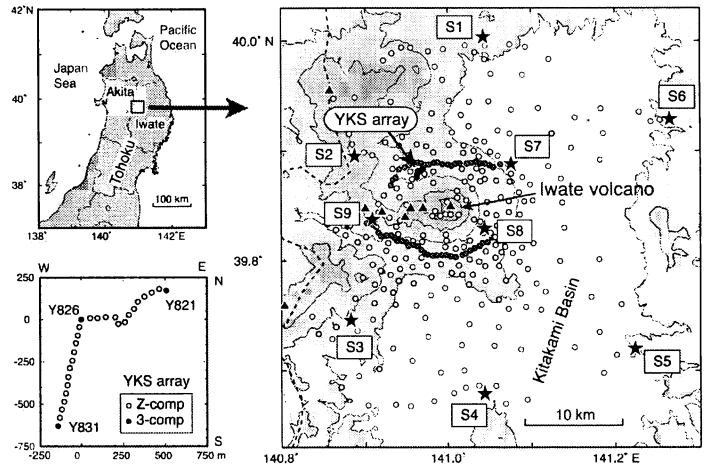 42°N
Pacific
Ocean
Japan
Sea
Akita
40°
Iwate
Tohoku
38°
100 km
138°
140°
142°E
W
E
N
250
Y826
Y821
0
-250
YKS array
Z-comp
3-comp
-500
Y831
-750
S
-250
0
250
500
750 m
40.0°N
S1
S6
YKS array
S7
S2
Iwate volcano
S9
S8
39.8°
Kitakami Basin
S3
S5
S4
10 km
140.8°
141.0°
141.2°E